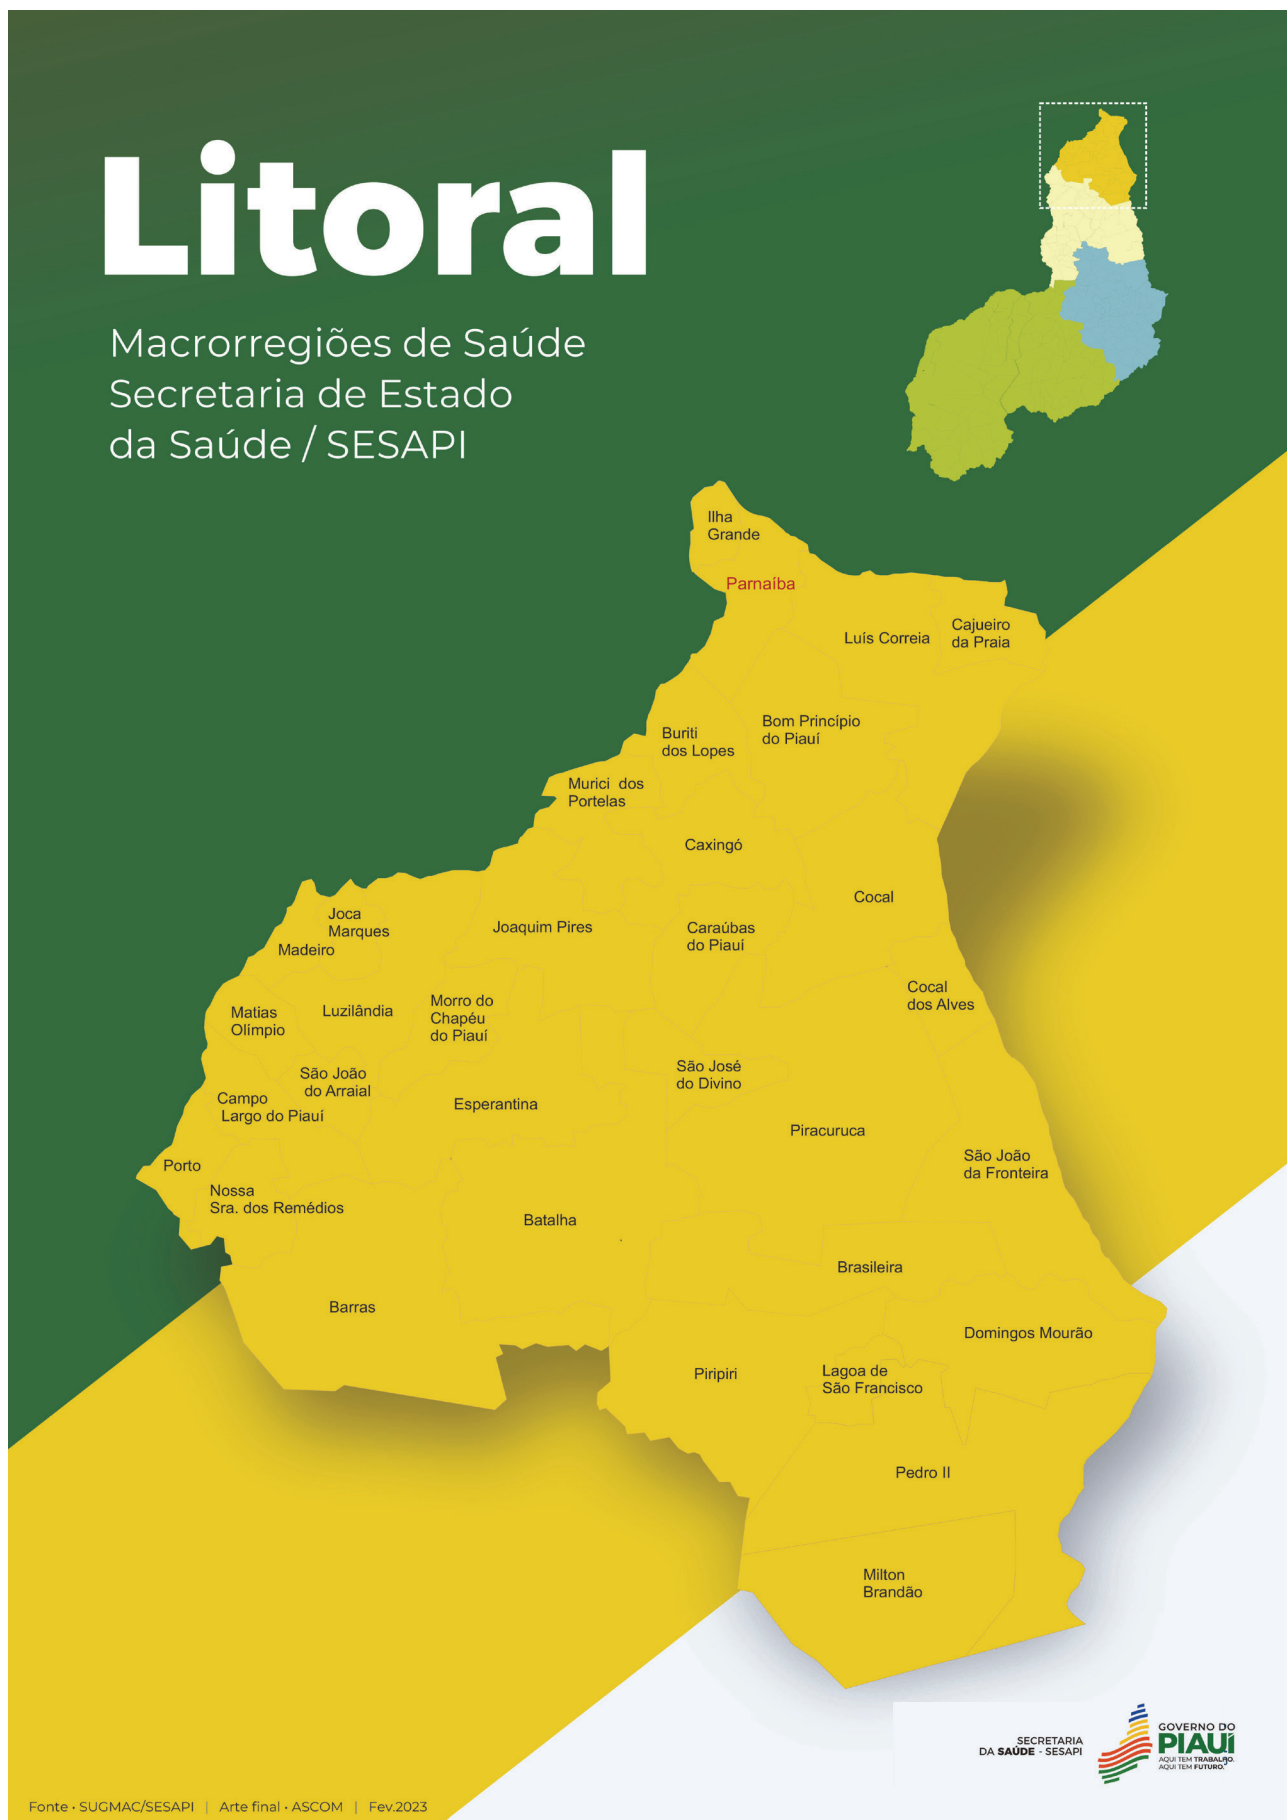 Litoral
Macrorregiões de Saúde
Secretaria de Estado
da Saúde / SESAPI
Ilha
Grande
Parnaíba
Luís Correia
Cajueiro
da Praia
Buriti
dos Lopes
Bom Princípio
do Piauí
Murici dos
Portelas
Caxingó
Cocal
Joca
Marques
Madeiro
Joaquim Pires
Caraúbas
do Piauí
Cocal
dos Alves
Matias
Olímpio
Luzilândia
Morro do
Chapéu
do Piauí
São João
do Arraial
Campo
Largo do Piauí
Esperantina
São José
do Divino
Piracuruca
São João
da Fronteira
Porto
Nossa
Sra. dos Remédios
Batalha
Brasileira
Barras
Domingos Mourão
Piripiri
Lagoa de
São Francisco
Pedro II
Milton
Brandão
SECRETARIA
DA SAÚDE - SESAPI
GOVERNO DO
PIAUÍ
AQUI TEM TRABALHO.
AQUI TEM FUTURO.
Fonte • SUGMAC/SESAPI | Arte final • ASCOM | Fev.2023